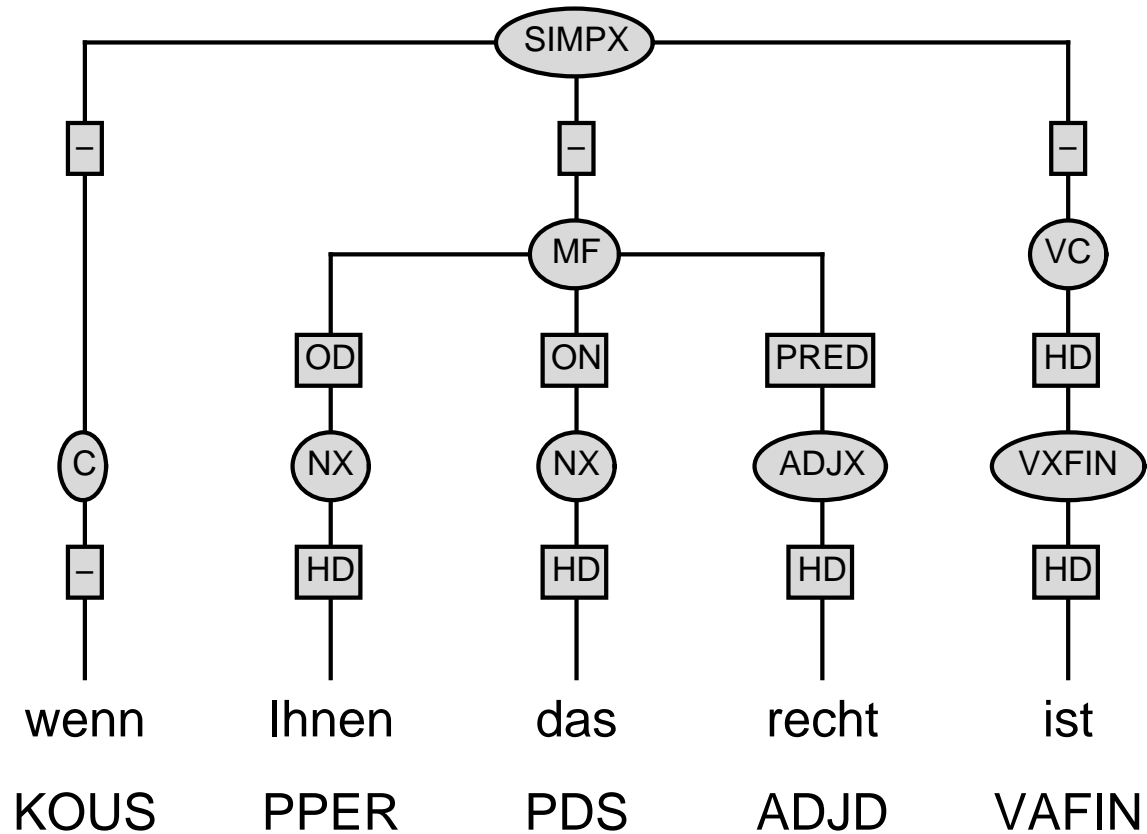 SIMPX
– – –
MF VC
OD ON PRED HD
C NX NX ADJX VXFIN
– HD HD HD HD
wenn Ihnen das recht ist
KOUS PPER PDS ADJD VAFIN